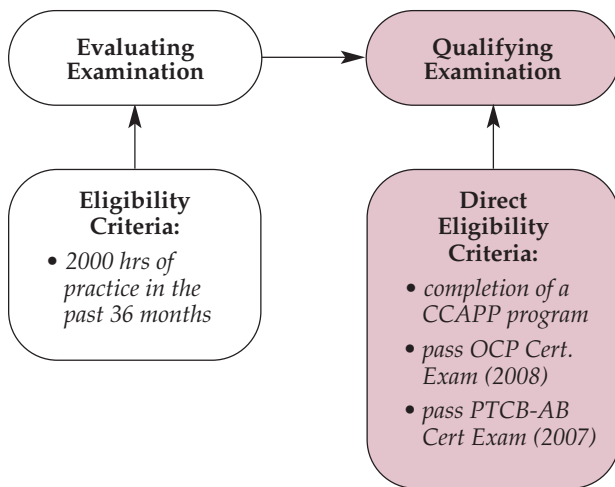 Evaluating
Examination
Qualifying
Examination
Eligibility
Criteria:
• 2000 hrs of
practice in the
past 36 months
Direct
Eligibility
Criteria:
• completion of a
CCAPP program
• pass OCP Cert.
Exam (2008)
• pass PTCB-AB
Cert Exam (2007)